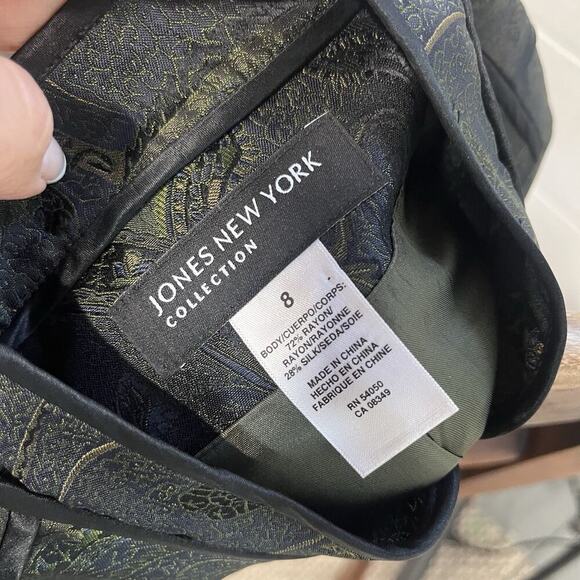 JONES NEW YORK
COLLECTION
8
BODY/CUERPO/CORPS:
72% RAYON/
RAYON/RAYONNE
28% SILK/SEDA/SOIE
MADE IN CHINA
HECHO EN CHINA
FABRIQUE EN CHINE
RN 54050
CA 08349